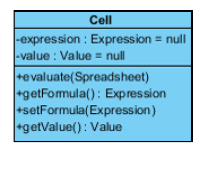 Cell
-expression : Expression = null
-value : Value = null
+evaluate(Spreadsheet)
+getFormula() : Expression
+setFormula(Expression)
+getValue() : Value